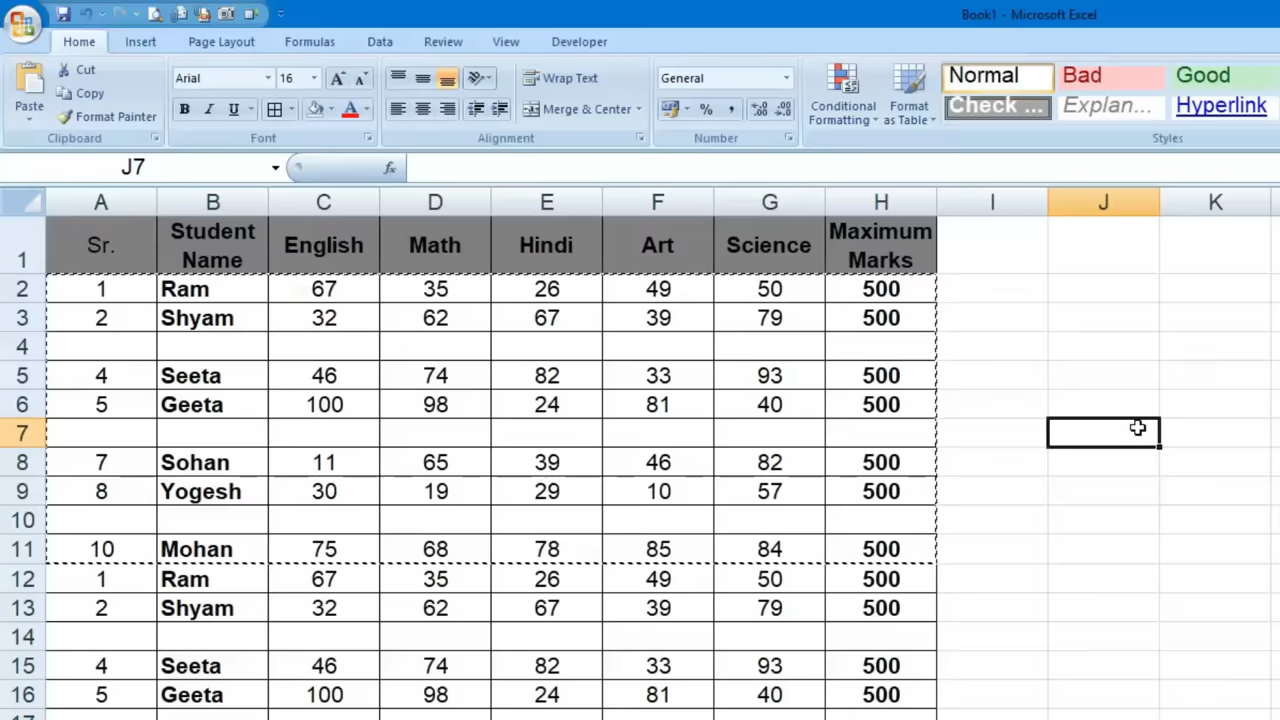 Book1 - Microsoft Excel
Home Insert Page Layout Formulas Data Review View Developer
Paste
Cut
Copy
Format Painter
Clipboard
Arial 16
B I U
Font
Wrap Text
Merge & Center
Alignment
General
Number
Conditional Formatting
Format as Table
Normal Bad Good
Check ... Explan... Hyperlink
Styles
J7 fx
A B C D E F G H I J K
1 Sr. Student Name English Math Hindi Art Science Maximum Marks
2 1 Ram 67 35 26 49 50 500
3 2 Shyam 32 62 67 39 79 500
4
5 4 Seeta 46 74 82 33 93 500
6 5 Geeta 100 98 24 81 40 500
7
8 7 Sohan 11 65 39 46 82 500
9 8 Yogesh 30 19 29 10 57 500
10
11 10 Mohan 75 68 78 85 84 500
12 1 Ram 67 35 26 49 50 500
13 2 Shyam 32 62 67 39 79 500
14
15 4 Seeta 46 74 82 33 93 500
16 5 Geeta 100 98 24 81 40 500